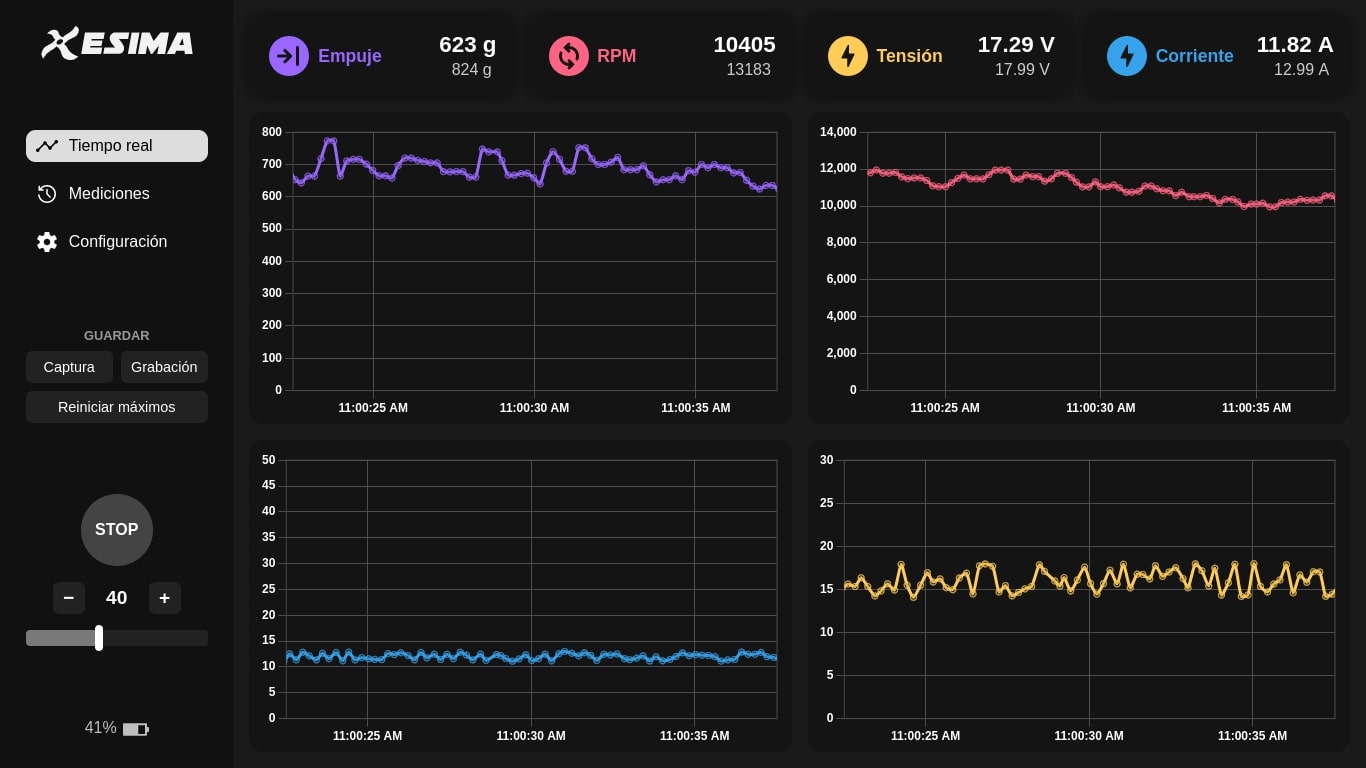 XESIMA
Tiempo real
Mediciones
Configuración
GUARDAR
Captura
Grabación
Reiniciar máximos
STOP
−
40
+
41%
Empuje
623 g
824 g
RPM
10405
13183
Tensión
17.29 V
17.99 V
Corriente
11.82 A
12.99 A
800
700
600
500
400
300
200
100
0
11:00:25 AM
11:00:30 AM
11:00:35 AM
14,000
12,000
10,000
8,000
6,000
4,000
2,000
0
11:00:25 AM
11:00:30 AM
11:00:35 AM
50
45
40
35
30
25
20
15
10
5
0
11:00:25 AM
11:00:30 AM
11:00:35 AM
30
25
20
15
10
5
0
11:00:25 AM
11:00:30 AM
11:00:35 AM